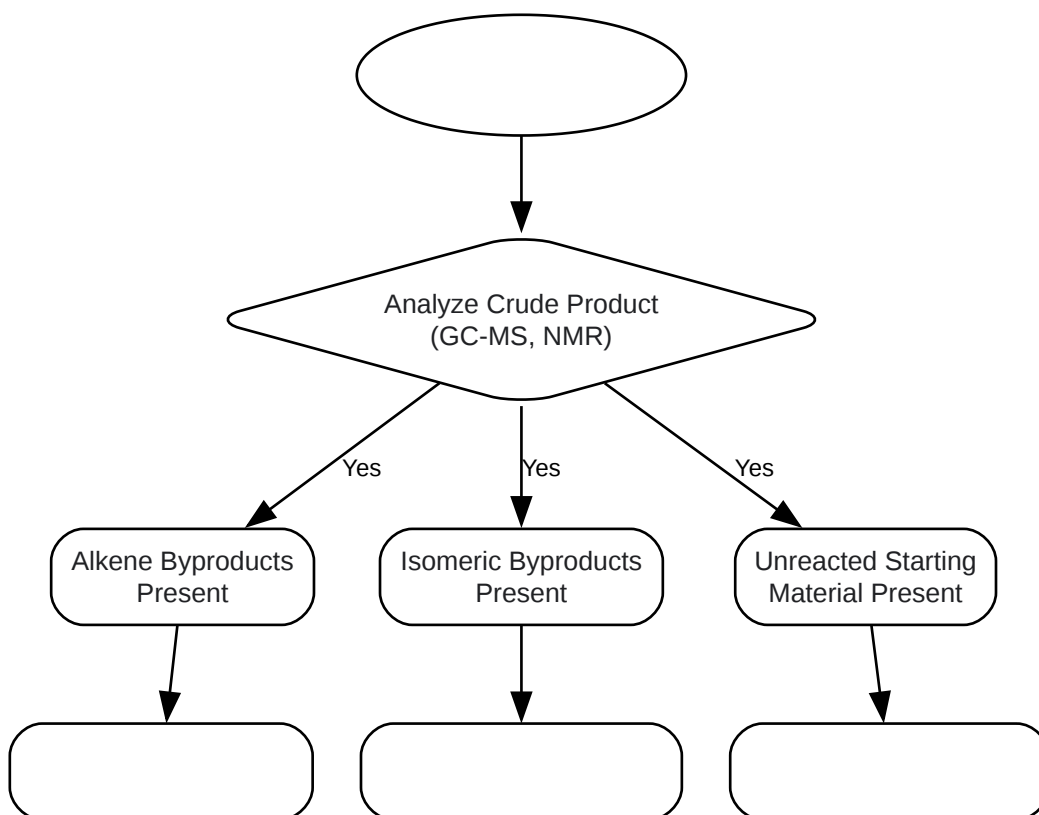 Analyze Crude Product
(GC-MS, NMR)
Yes
Yes
Yes
Alkene Byproducts
Present
Isomeric Byproducts
Present
Unreacted Starting
Material Present